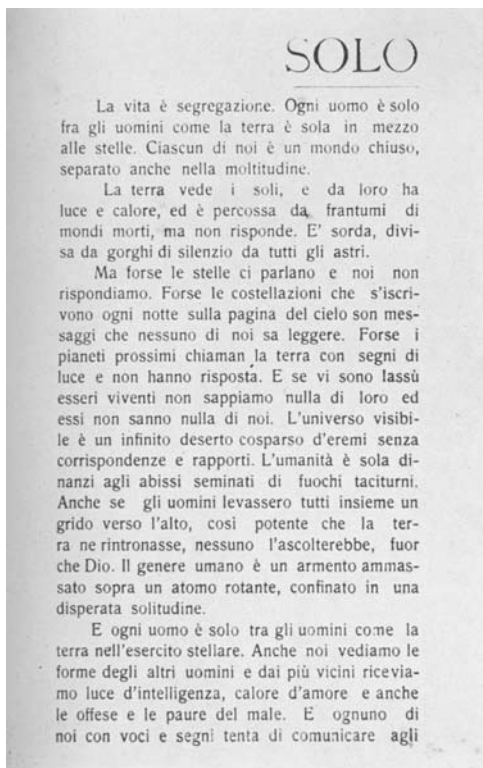 SOLO
La vita è segregazione. Ogni uomo è solo
fra gli uomini come la terra è sola in mezzo
alle stelle. Ciascun di noi è un mondo chiuso,
separato anche nella moltitudine.
La terra vede i soli, e da loro ha
luce e calore, ed è percossa da frantumi di
mondi morti, ma non risponde. E' sorda, divi-
sa da gorghi di silenzio da tutti gli astri.
Ma forse le stelle ci parlano e noi non
rispondiamo. Forse le costellazioni che s'iscri-
vono ogni notte sulla pagina del cielo son mes-
saggi che nessuno di noi sa leggere. Forse i
pianeti prossimi chiaman la terra con segni di
luce e non hanno risposta. E se vi sono lassù
esseri viventi non sappiamo nulla di loro ed
essi non sanno nulla di noi. L'universo visibi-
le è un infinito deserto cosparso d'eremi senza
corrispondenze e rapporti. L'umanità è sola di-
nanzi agli abissi seminati di fuochi taciturni.
Anche se gli uomini levassero tutti insieme un
grido verso l'alto, così potente che la ter-
ra ne rintronasse, nessuno l'ascolterebbe, fuor
che Dio. Il genere umano è un armento ammas-
sato sopra un atomo rotante, confinato in una
disperata solitudine.
E ogni uomo è solo tra gli uomini come la
terra nell'esercito stellare. Anche noi vediamo le
forme degli altri uomini e dai più vicini ricevia-
mo luce d'intelligenza, calore d'amore e anche
le offese e le paure del male. E ognuno di
noi con voci e segni tenta di comunicare agli